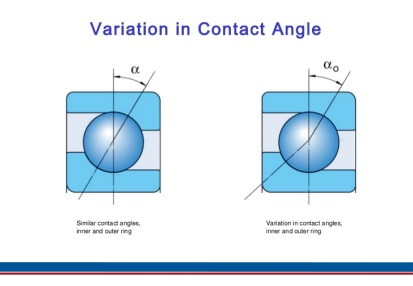 Variation in Contact Angle
α
αo
Similar contact angles,
inner and outer ring
Variation in contact angles,
inner and outer ring